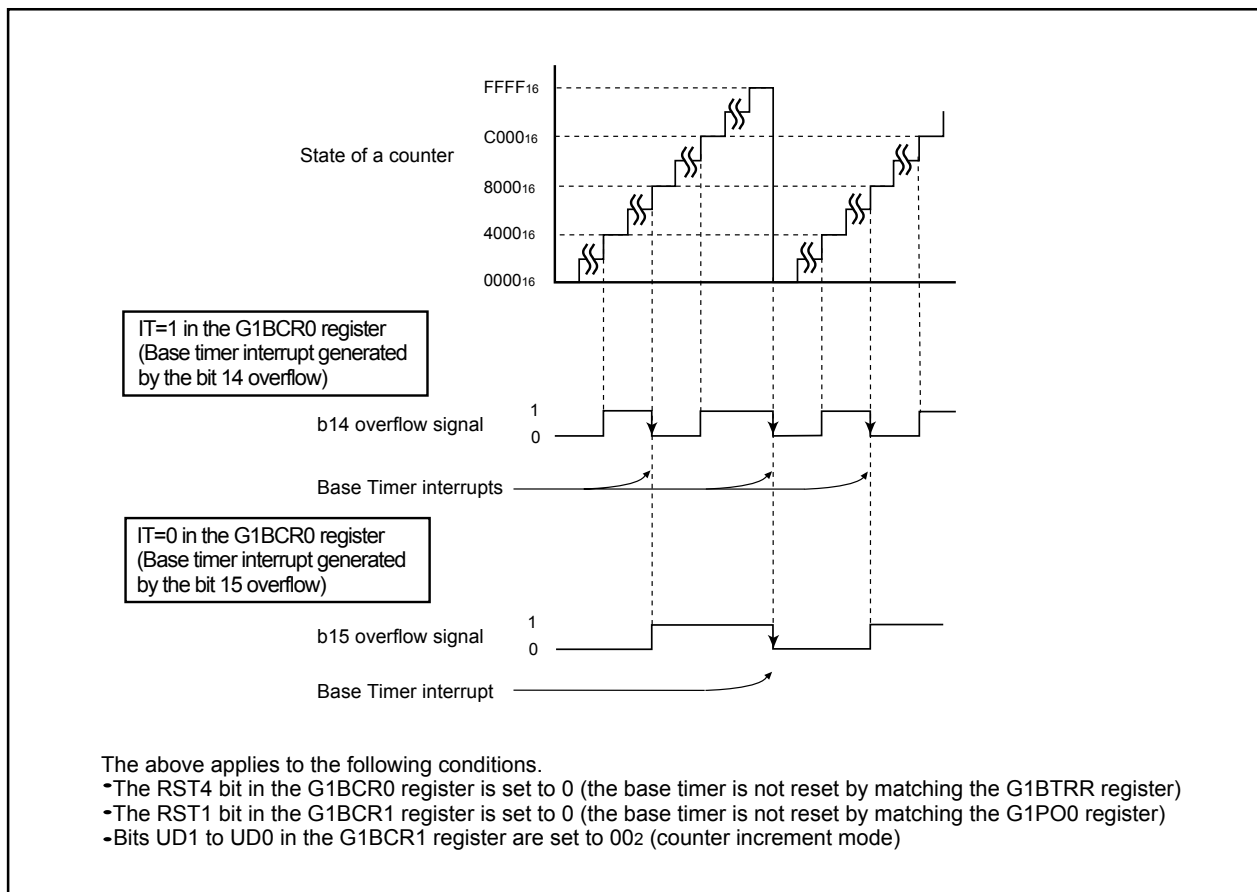 FFFF16
C00016
State of a counter
800016
400016
000016
IT=1 in the G1BCR0 register
(Base timer interrupt generated
by the bit 14 overflow)
1
b14 overflow signal
0
Base Timer interrupts
IT=0 in the G1BCR0 register
(Base timer interrupt generated
by the bit 15 overflow)
1
b15 overflow signal
0
Base Timer interrupt
The above applies to the following conditions.
•The RST4 bit in the G1BCR0 register is set to 0 (the base timer is not reset by matching the G1BTRR register)
•The RST1 bit in the G1BCR1 register is set to 0 (the base timer is not reset by matching the G1PO0 register)
•Bits UD1 to UD0 in the G1BCR1 register are set to 002 (counter increment mode)